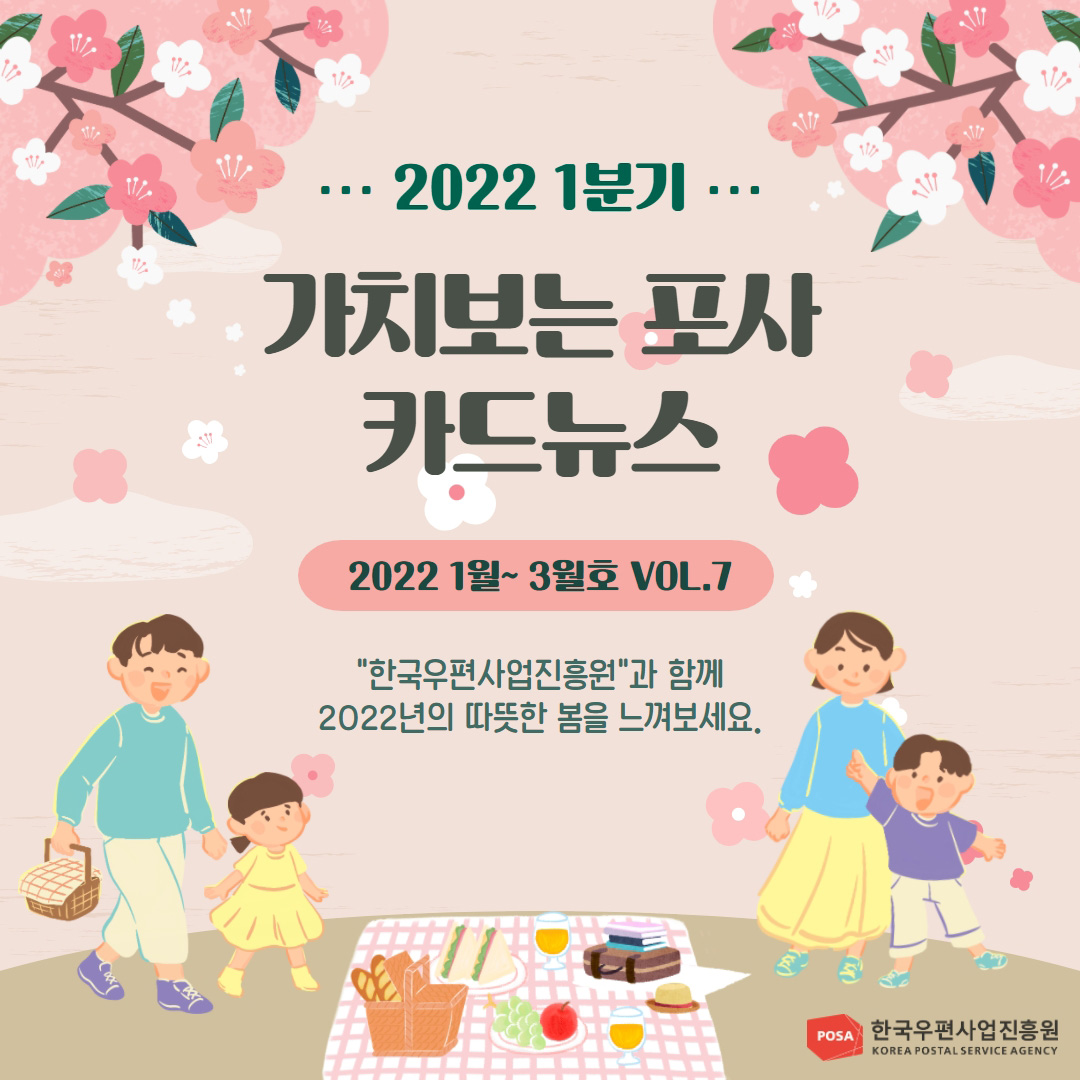 ··· 2022 1분기 ···
가치보는 포사
카드뉴스
2022 1월~ 3월호 VOL.7
"한국우편사업진흥원"과 함께
2022년의 따뜻한 봄을 느껴보세요.
POSA 한국우편사업진흥원
KOREA POSTAL SERVICE AGENCY